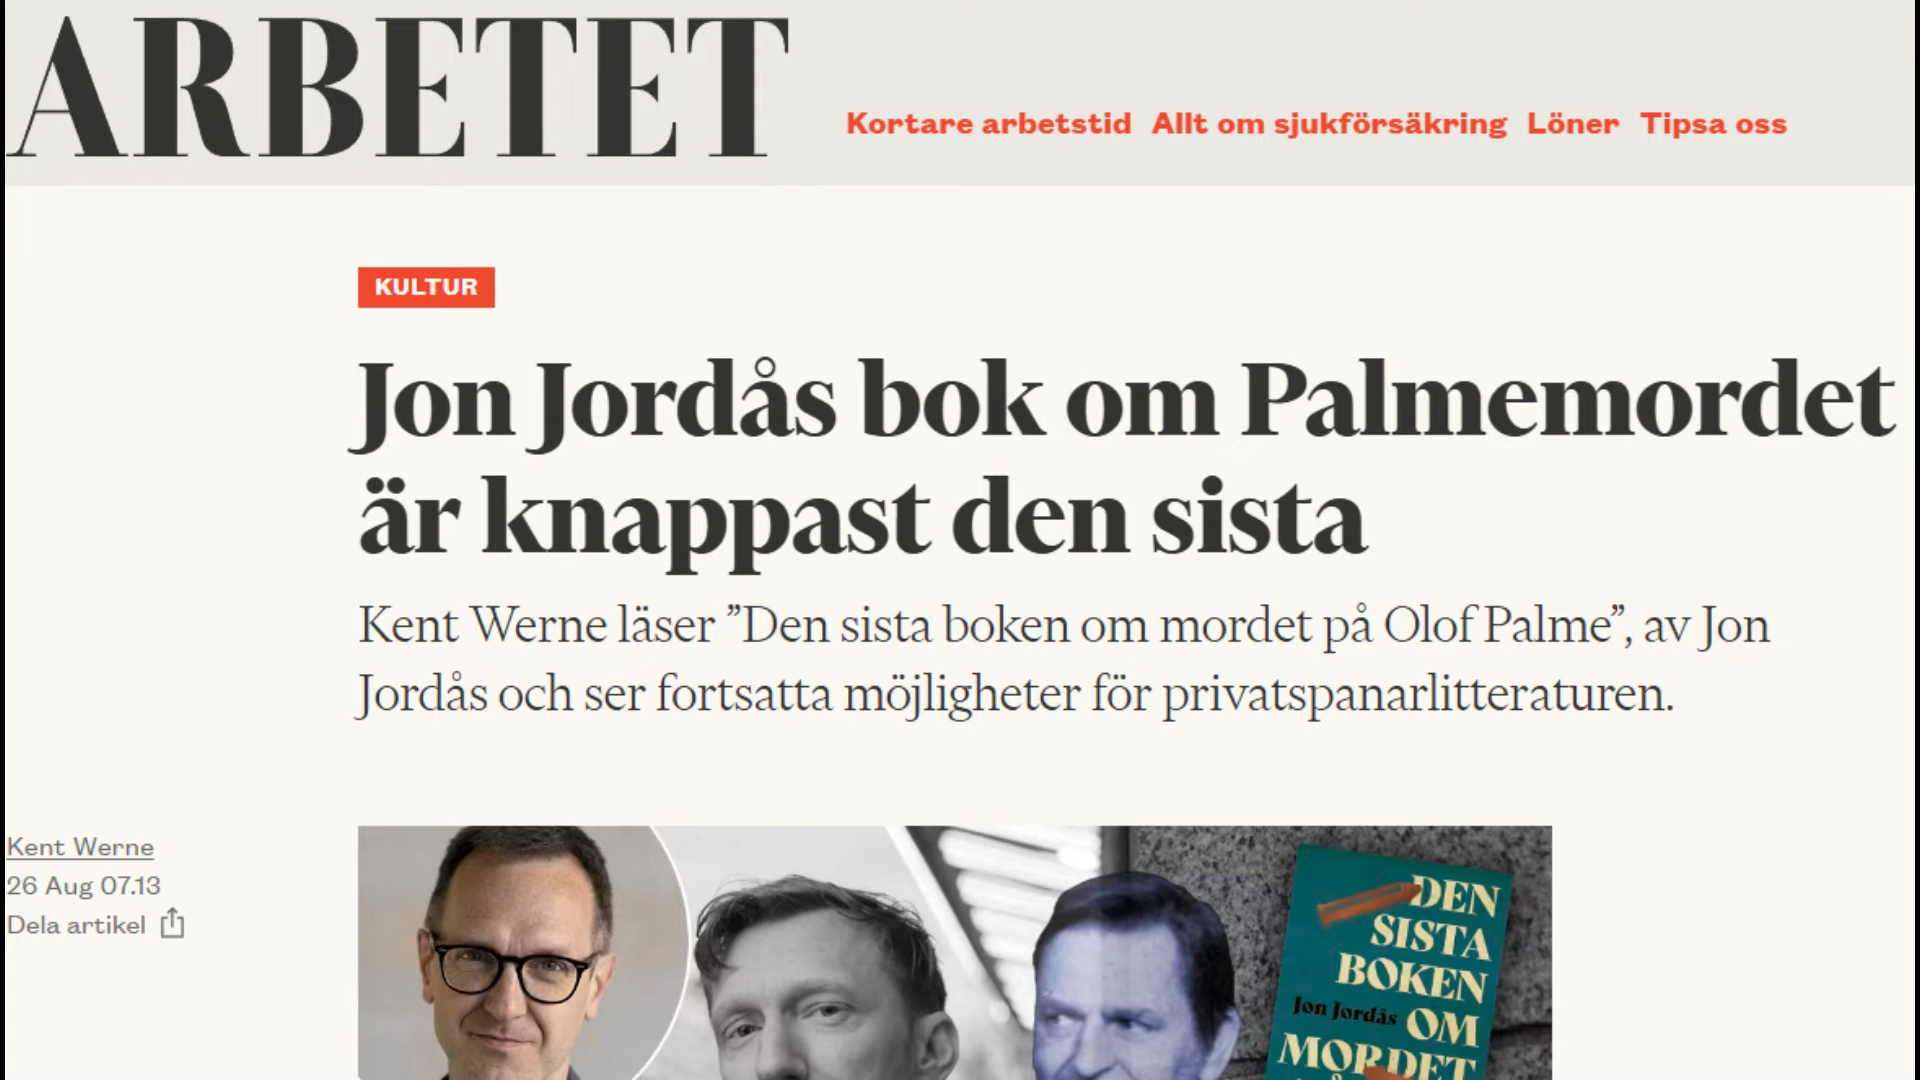 ARBETET
Kortare arbetstid Allt om sjukförsäkring Löner Tipsa oss
KULTUR
Jon Jordås bok om Palmemordet
är knappast den sista
Kent Werne läser ”Den sista boken om mordet på Olof Palme”, av Jon
Jordås och ser fortsatta möjligheter för privatspanarlitteraturen.
Kent Werne
26 Aug 07.13
Dela artikel
DEN
SISTA
BOKEN
Jon Jordås OM
MORDET